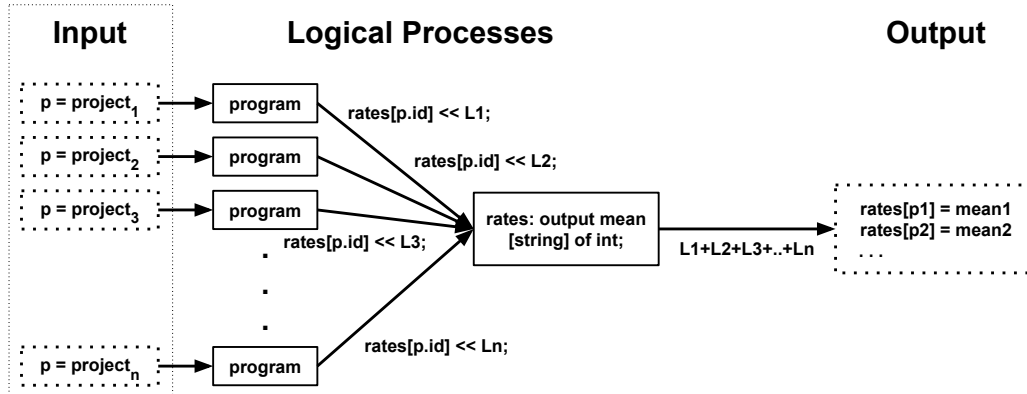 Input
Logical Processes
Output
p = project1
program
rates[p.id] << L1;
p = project2
program
rates[p.id] << L2;
p = project3
program
rates[p.id] << L3;
rates: output mean
[string] of int;
L1+L2+L3+..+Ln
rates[p1] = mean1
rates[p2] = mean2
. . .
.
.
.
rates[p.id] << Ln;
p = projectn
program